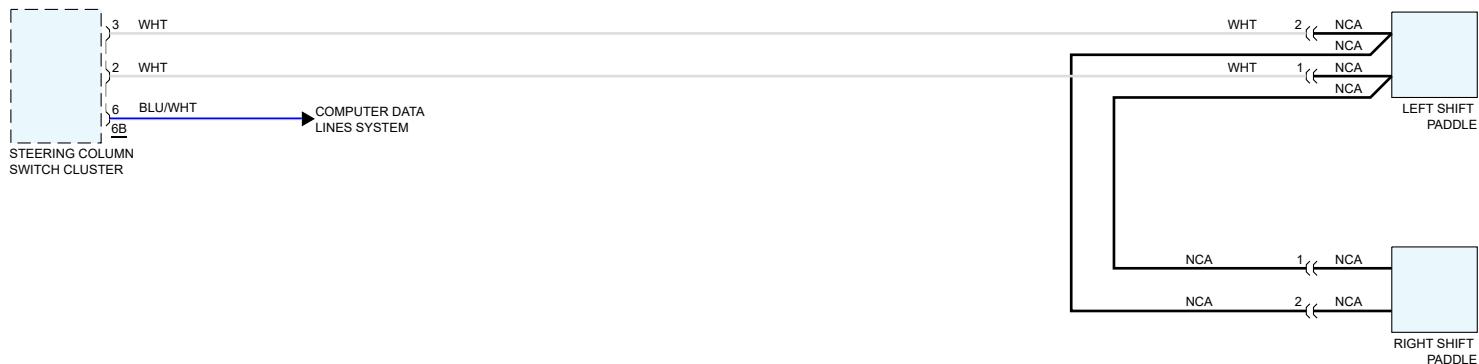 3 WHT WHT 2 NCA
NCA
2 WHT WHT 1 NCA
NCA
6 BLU/WHT
6B
COMPUTER DATA
LINES SYSTEM
STEERING COLUMN
SWITCH CLUSTER
LEFT SHIFT
PADDLE
NCA 1 NCA
NCA 2 NCA
RIGHT SHIFT
PADDLE